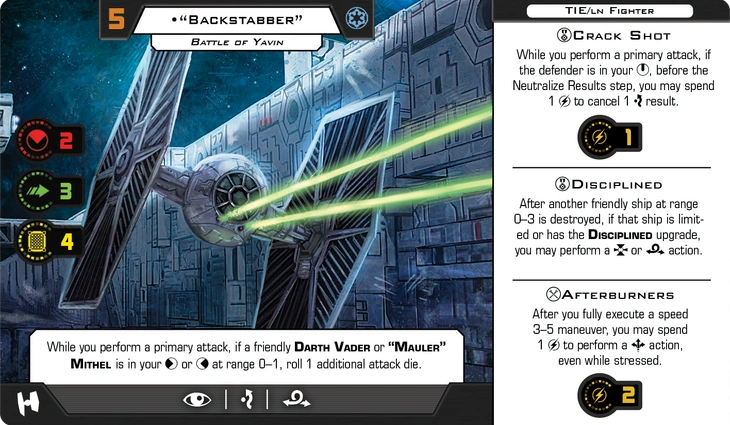 5
•“Backstabber”
Battle of Yavin
2
3
4
While you perform a primary attack, if a friendly Darth Vader or “Mauler”
Mithel is in your or at range 0–1, roll 1 additional attack die.
TIE/ln Fighter
Crack Shot
While you perform a primary attack, if
the defender is in your , before the
Neutralize Results step, you may spend
1 to cancel 1 result.
1
Disciplined
After another friendly ship at range
0–3 is destroyed, if that ship is limit-
ed or has the Disciplined upgrade,
you may perform a or action.
Afterburners
After you fully execute a speed
3–5 maneuver, you may spend
1 to perform a action,
even while stressed.
2